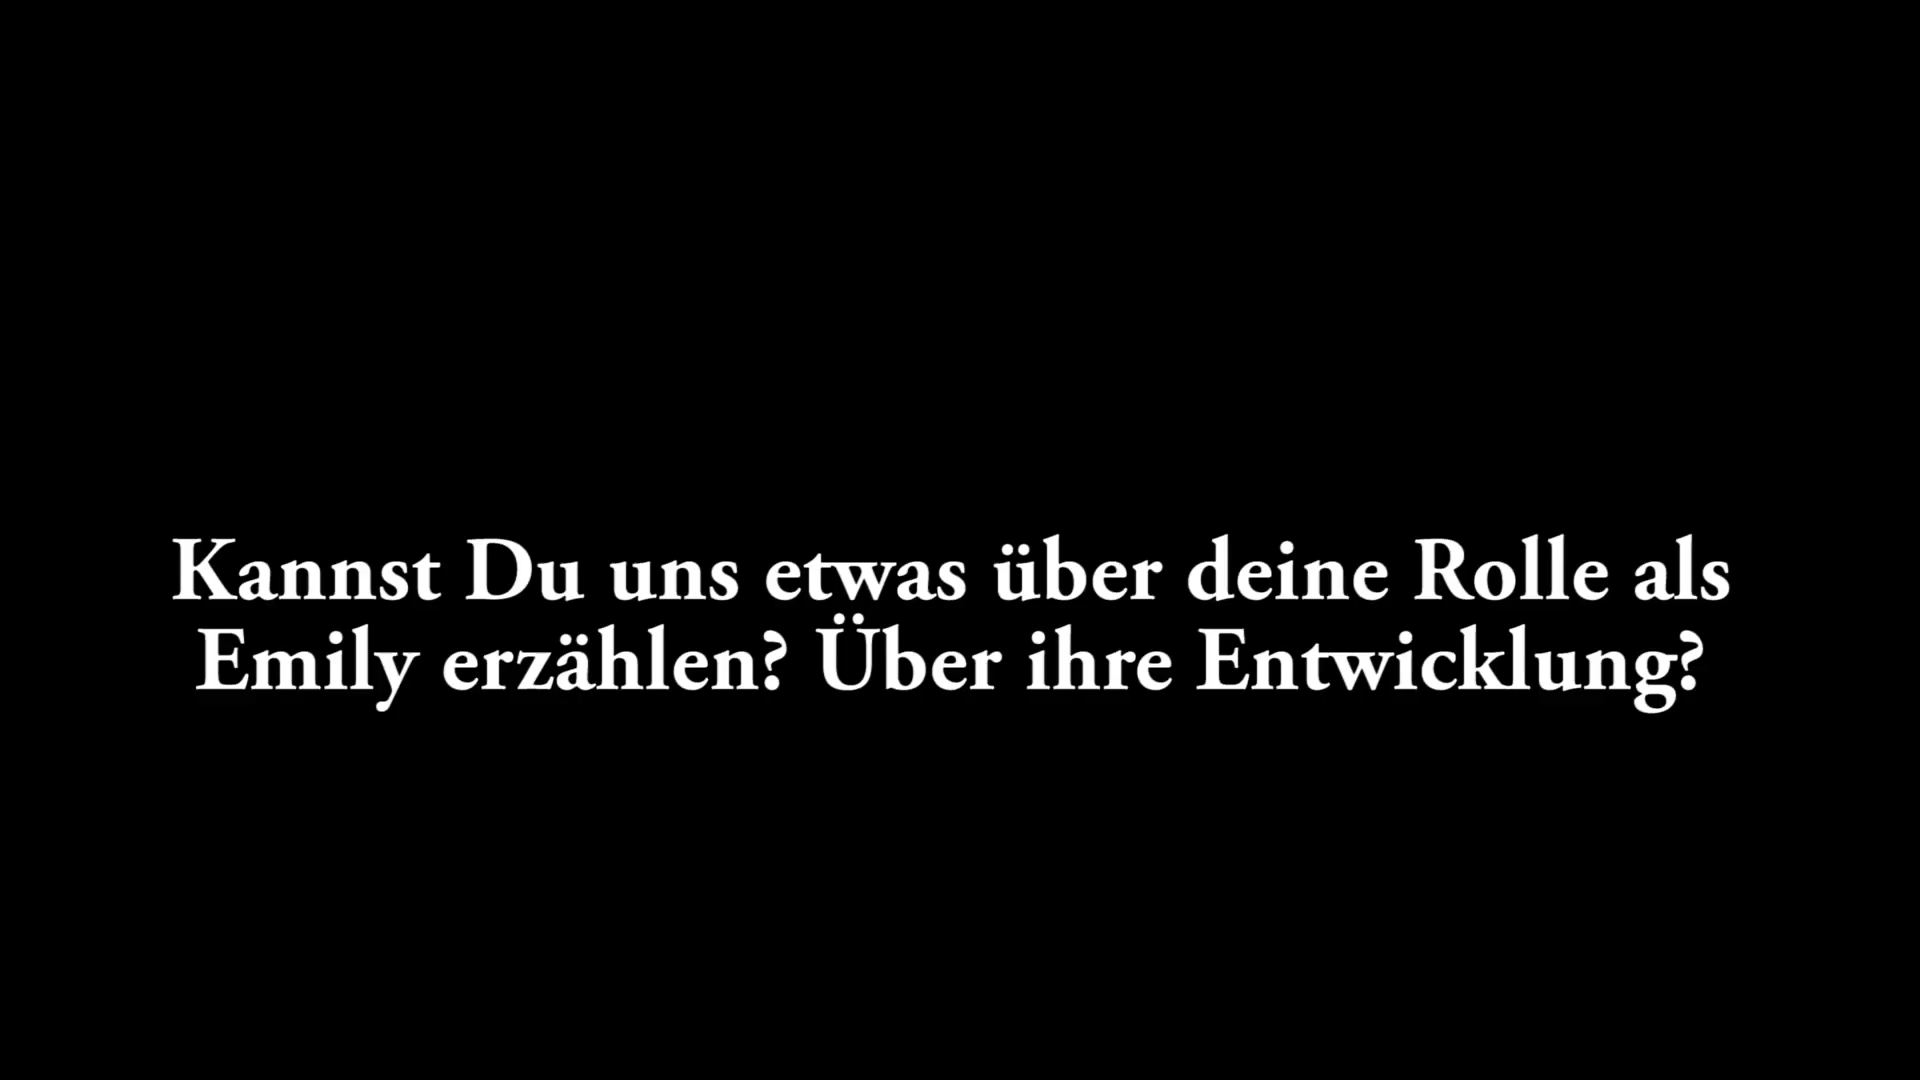 Kannst Du uns etwas über deine Rolle als
Emily erzählen? Über ihre Entwicklung?